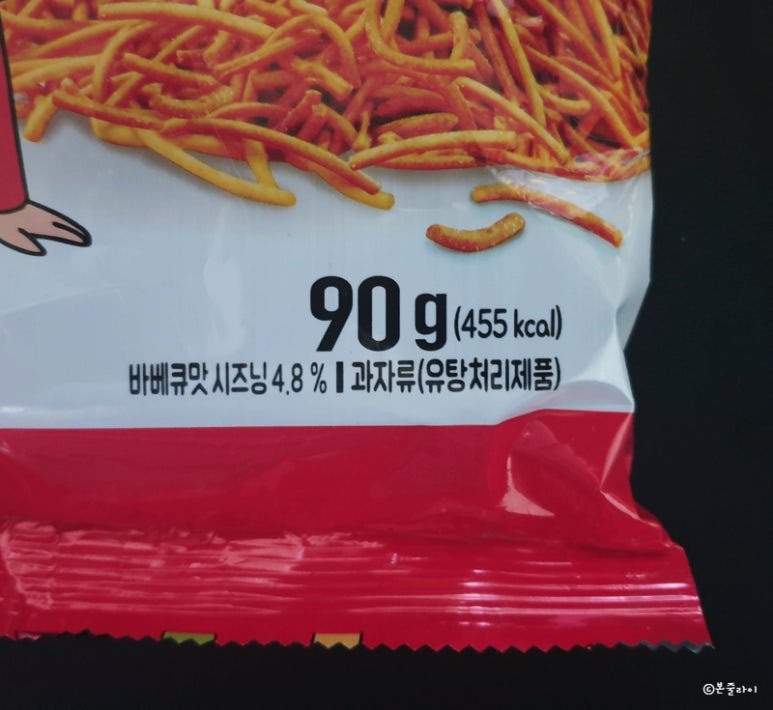 90 g (455 kcal)
바베큐맛 시즈닝 4.8 % | 과자류(유탕처리제품)
©본줄라이